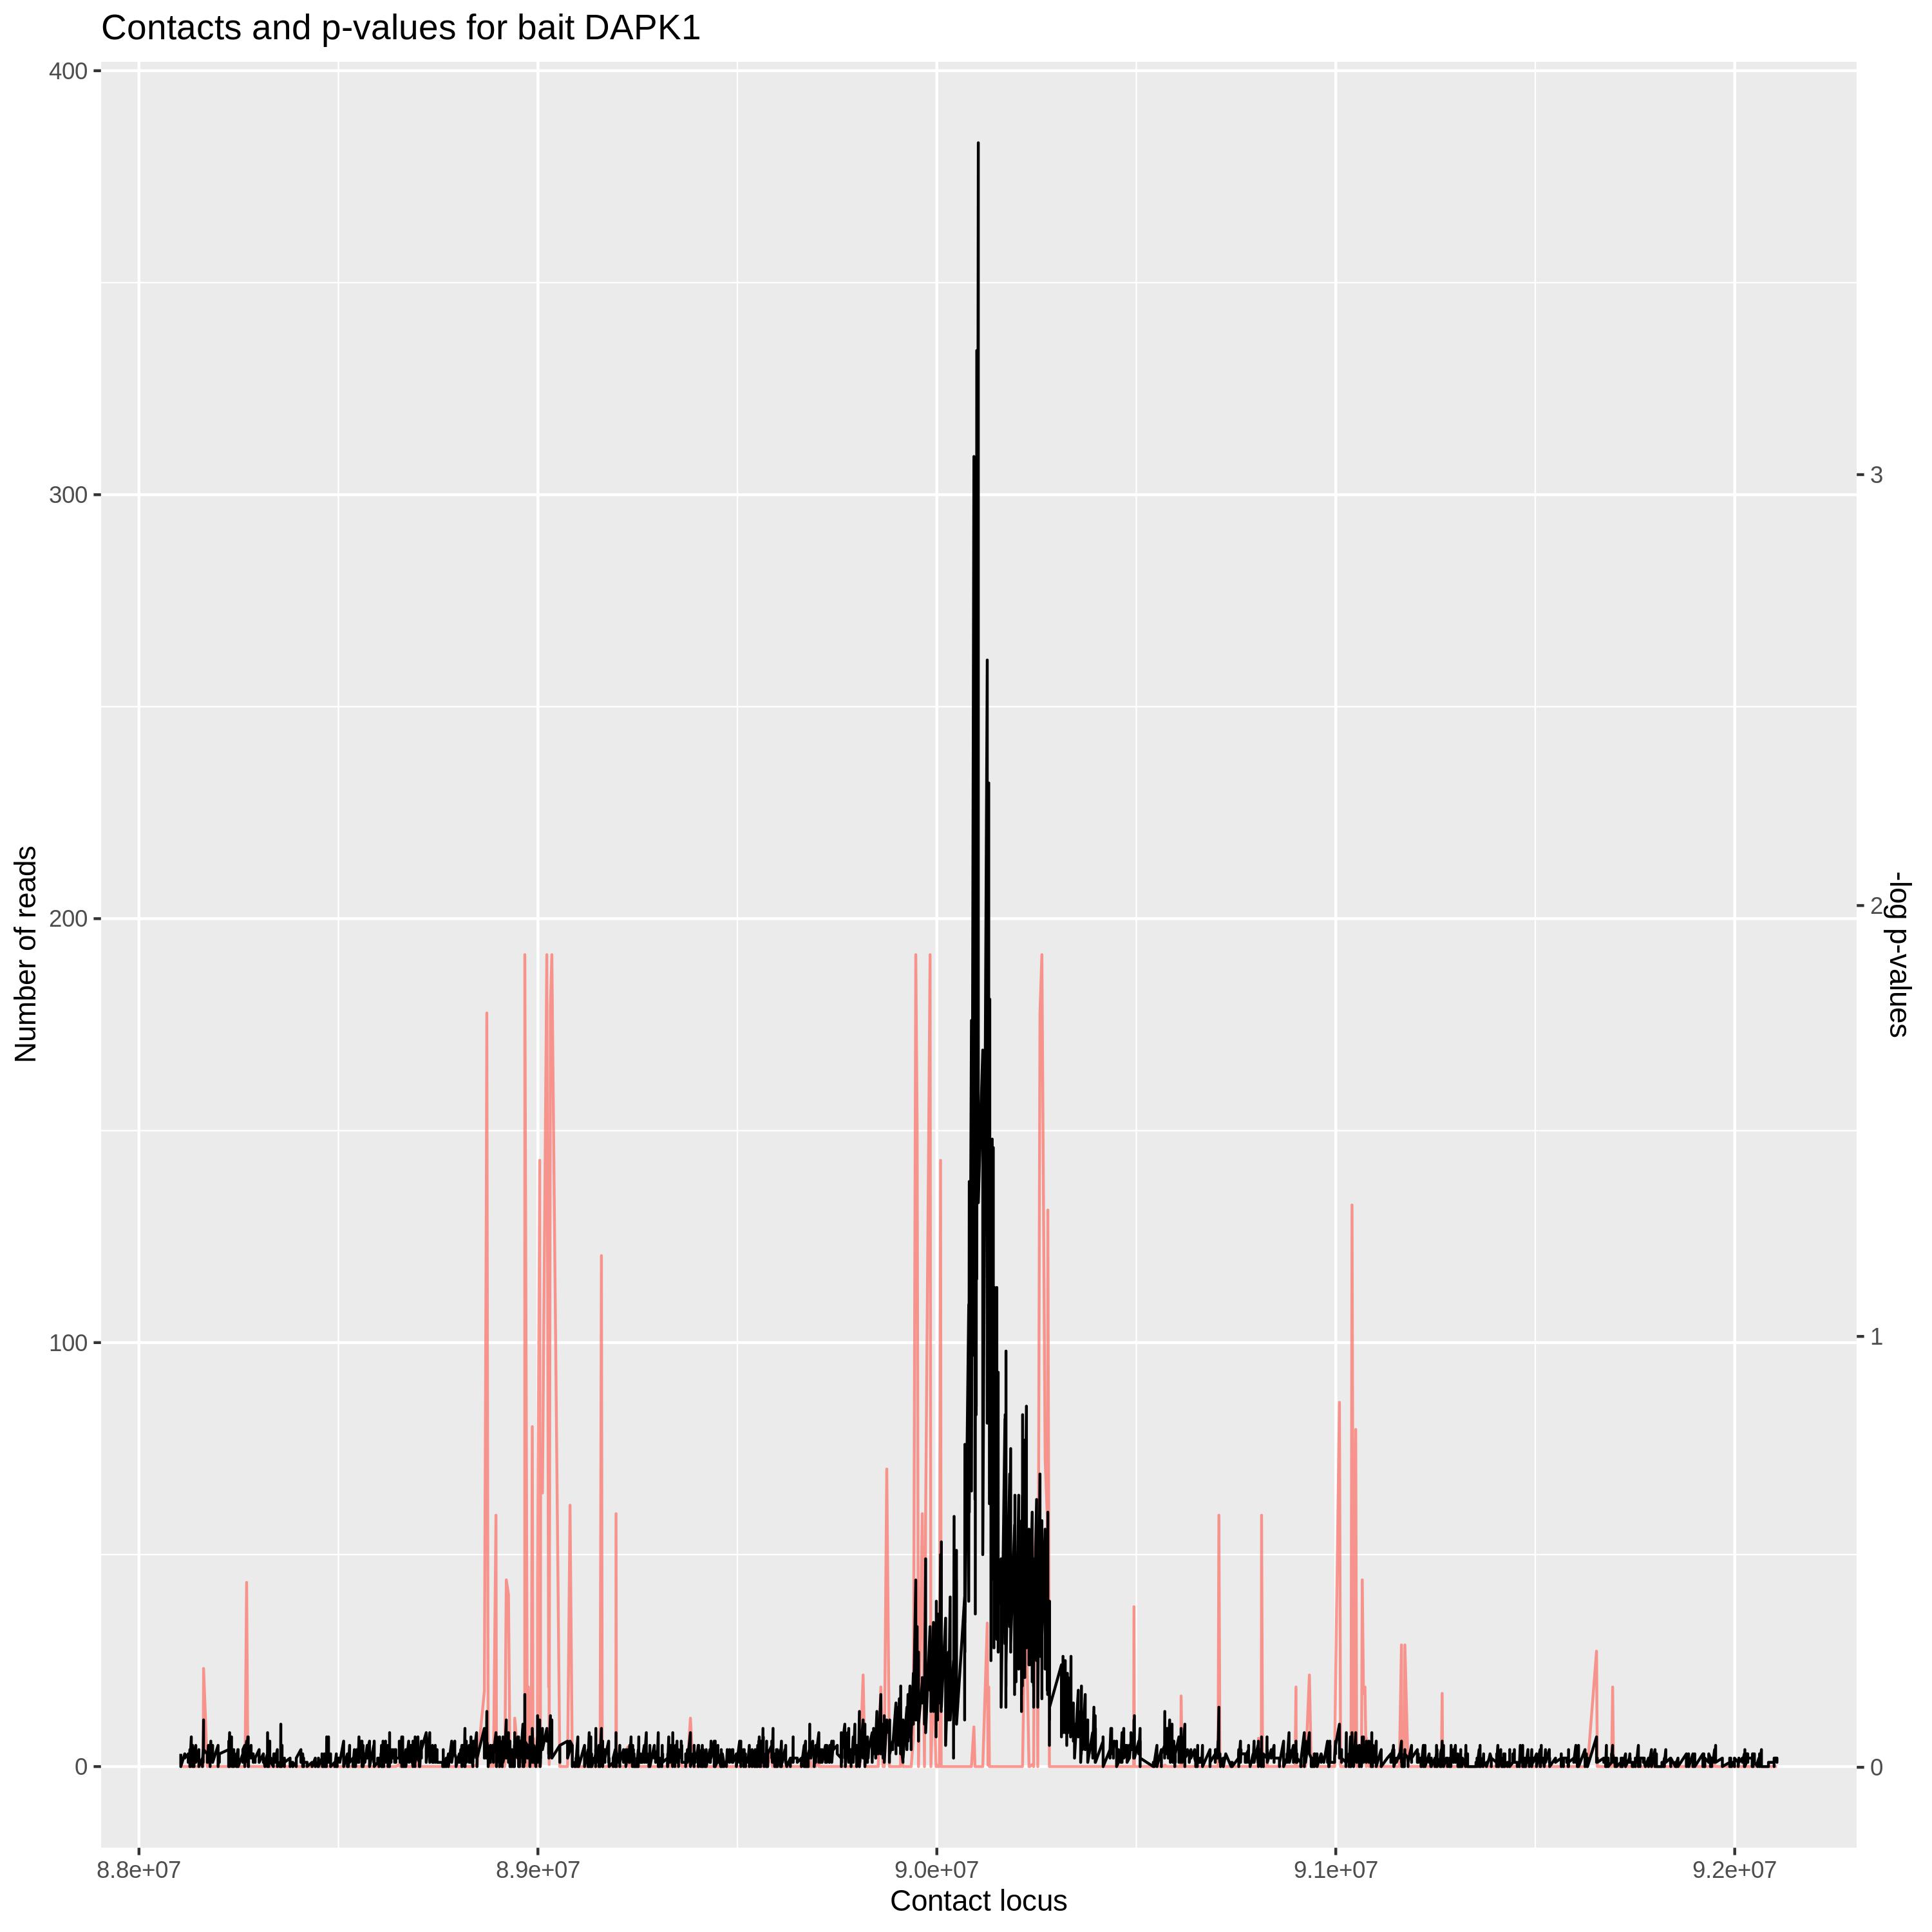 Contacts and p-values for bait DAPK1
400
300
200
100
0
Number of reads
3
2
1
0
-log p-values
8.8e+07
8.9e+07
9.0e+07
9.1e+07
9.2e+07
Contact locus